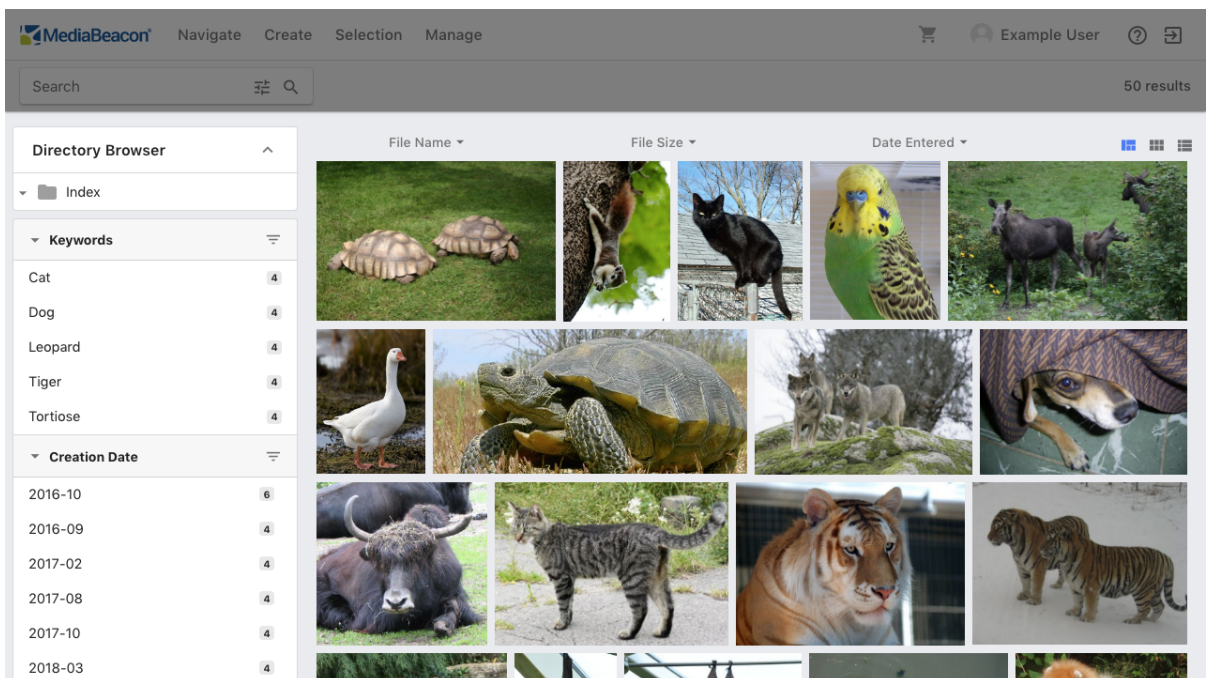 MediaBeacon Navigate Create Selection Manage Example User
Search 50 results
Directory Browser
Index
Keywords
Cat 4
Dog 4
Leopard 4
Tiger 4
Tortiose 4
Creation Date
2016-10 6
2016-09 4
2017-02 4
2017-08 4
2017-10 4
2018-03 4
File Name File Size Date Entered